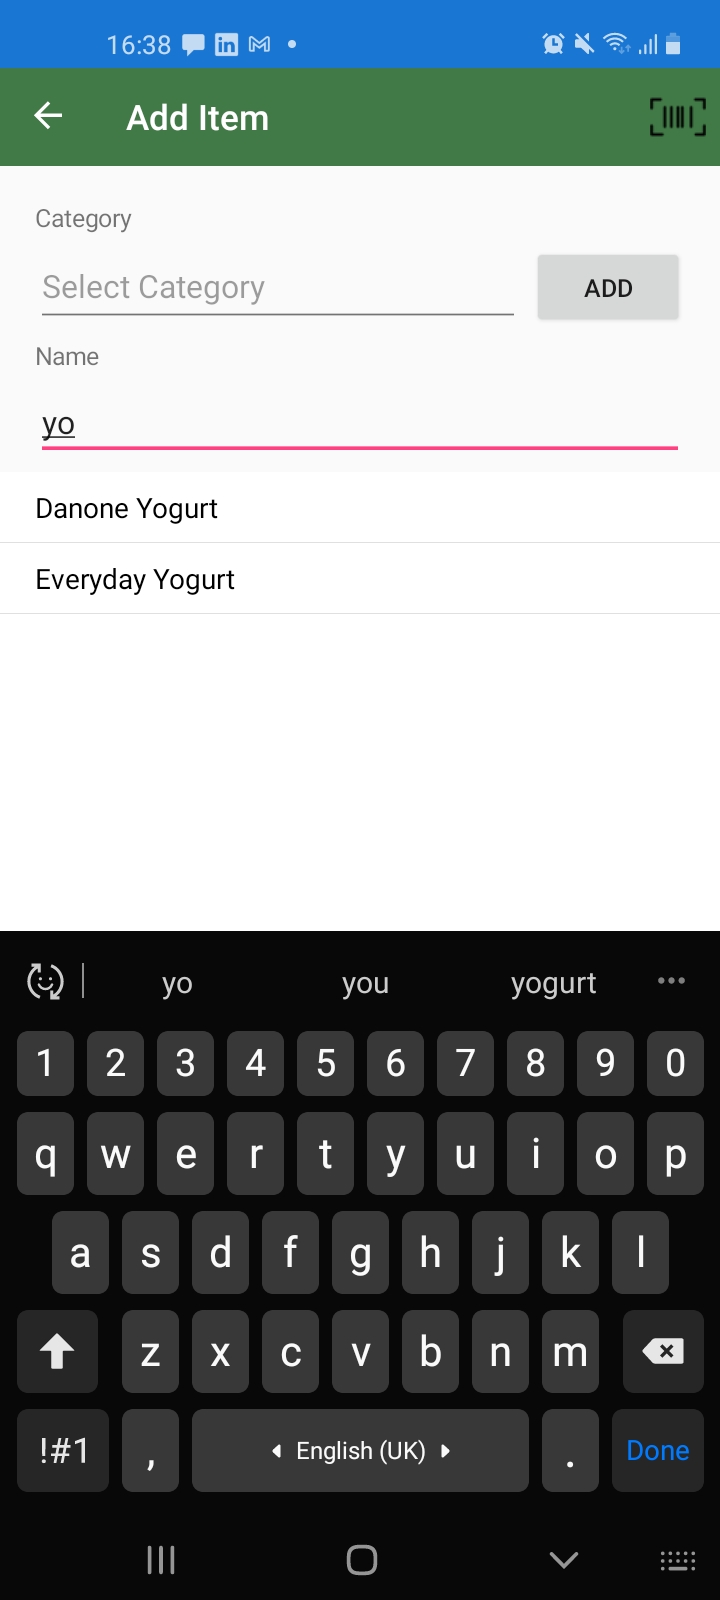 16:38
Add Item
Category
Select Category ADD
Name
yo
Danone Yogurt
Everyday Yogurt
yo you yogurt
1 2 3 4 5 6 7 8 9 0
q w e r t y u i o p
a s d f g h j k l
z x c v b n m
!#1 , English (UK) . Done